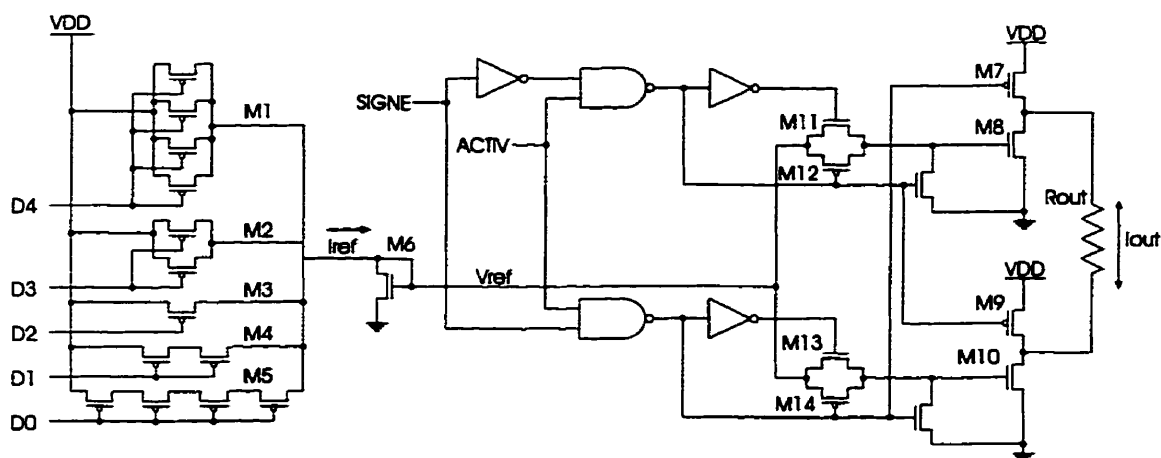 VDD
M1
D4
M2
D3
M3
D2
M4
D1
M5
D0
Iref
M6
Vref
SIGNE
ACTIV
M11
M12
M13
M14
VDD
M7
M8
Rout
Iout
VDD
M9
M10